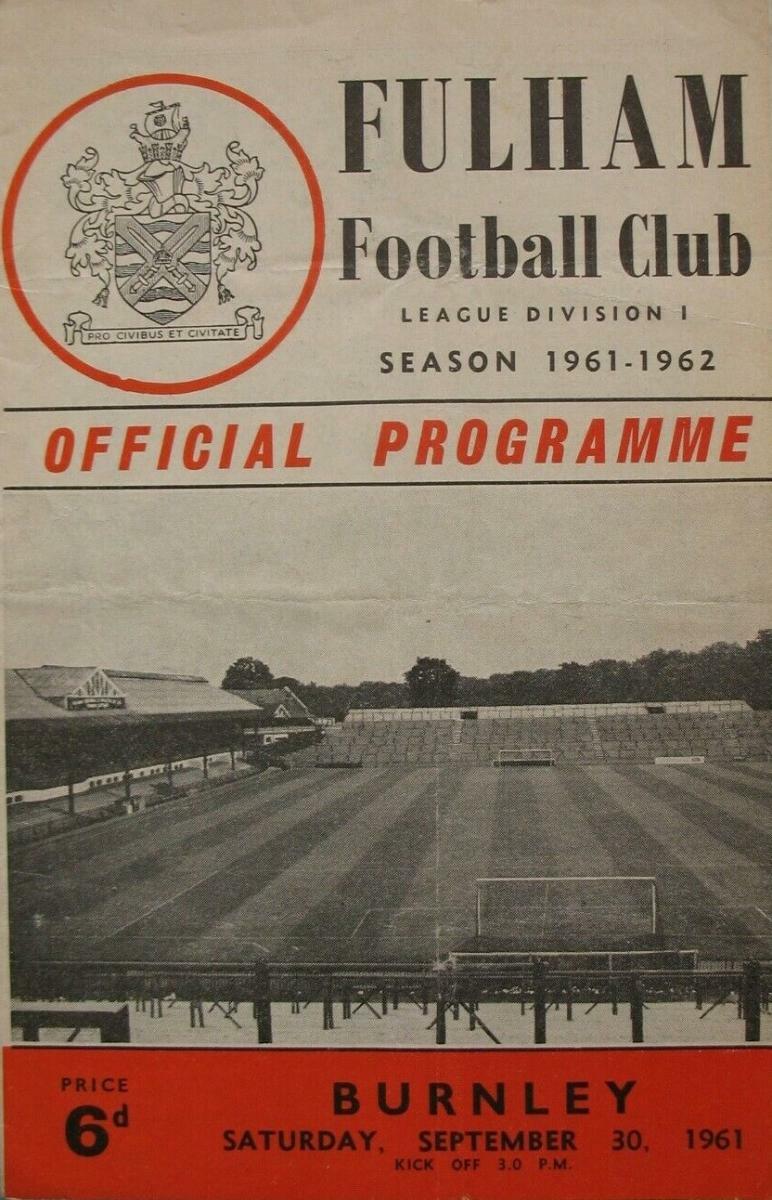 FULHAM
Football Club
LEAGUE DIVISION I
SEASON 1961-1962
PRO CIVIBUS ET CIVITATE
OFFICIAL PROGRAMME
PRICE
6d
BURNLEY
SATURDAY, SEPTEMBER 30, 1961
KICK OFF 3.0 P.M.